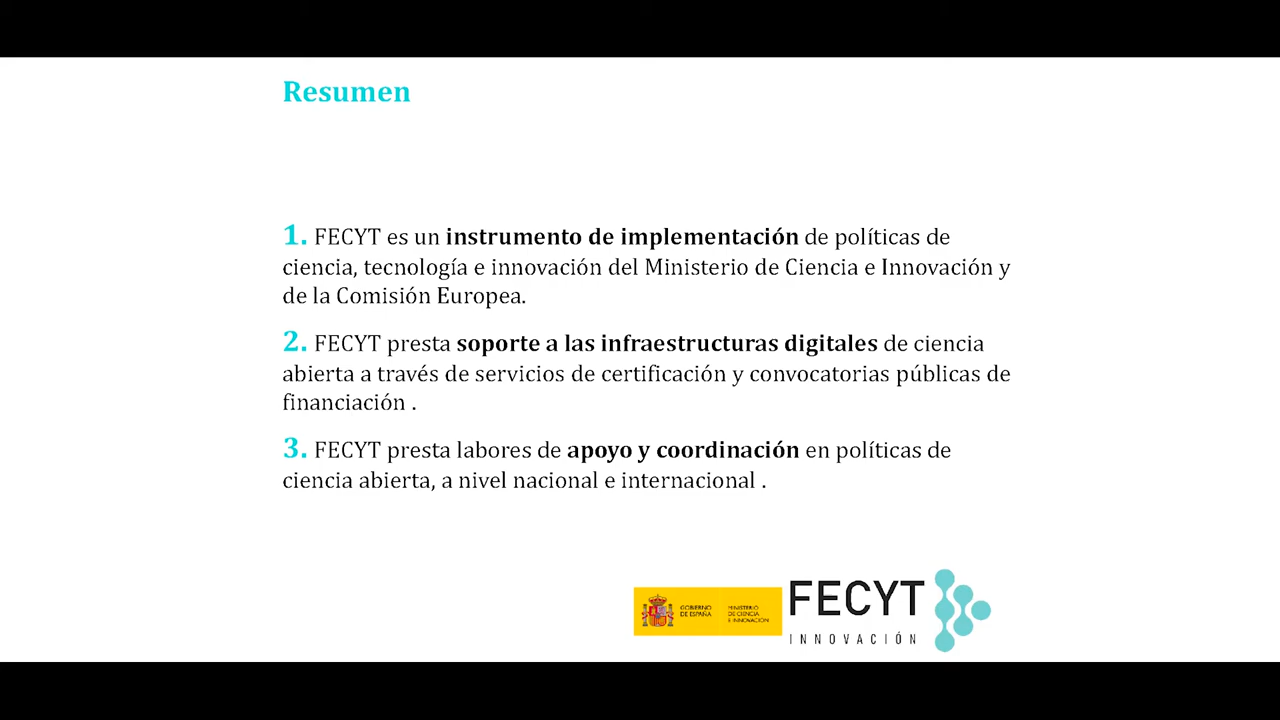 Resumen
1. FECYT es un instrumento de implementación de políticas de
ciencia, tecnología e innovación del Ministerio de Ciencia e Innovación y
de la Comisión Europea.
2. FECYT presta soporte a las infraestructuras digitales de ciencia
abierta a través de servicios de certificación y convocatorias públicas de
financiación .
3. FECYT presta labores de apoyo y coordinación en políticas de
ciencia abierta, a nivel nacional e internacional .
GOBIERNO
DE ESPAÑA
MINISTERIO
DE CIENCIA
E INNOVACIÓN
FECYT
INNOVACIÓN